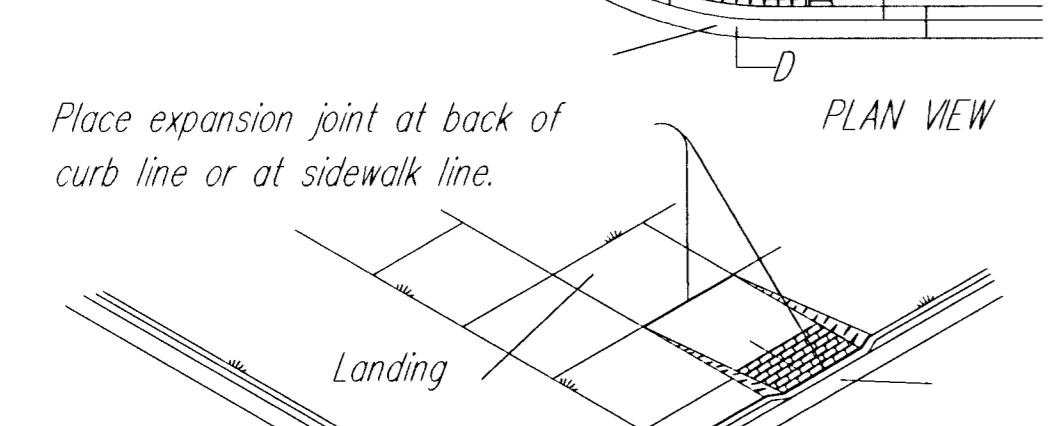 D
Place expansion joint at back of
curb line or at sidewalk line.
PLAN VIEW
Landing